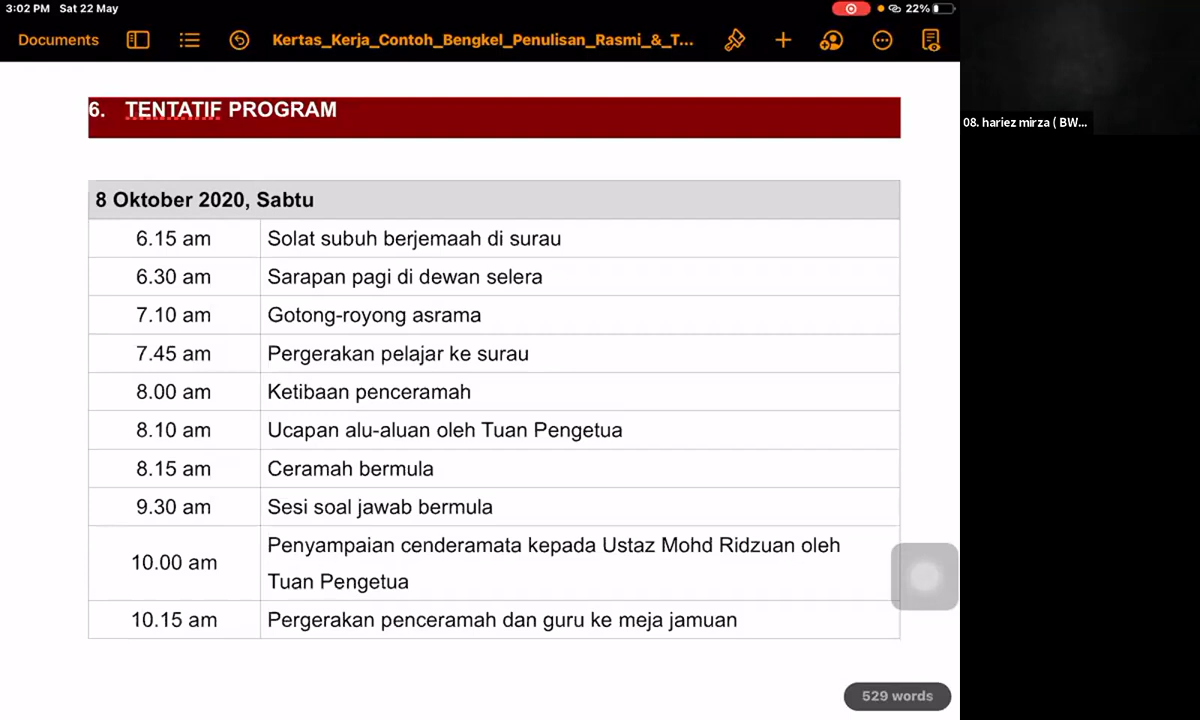 3:02 PM Sat 22 May
22%
Documents
Kertas_Kerja_Contoh_Bengkel_Penulisan_Rasmi_&_T...
08. hariez mirza ( BW...
6. TENTATIF PROGRAM
8 Oktober 2020, Sabtu
6.15 am Solat subuh berjemaah di surau
6.30 am Sarapan pagi di dewan selera
7.10 am Gotong-royong asrama
7.45 am Pergerakan pelajar ke surau
8.00 am Ketibaan penceramah
8.10 am Ucapan alu-aluan oleh Tuan Pengetua
8.15 am Ceramah bermula
9.30 am Sesi soal jawab bermula
10.00 am Penyampaian cenderamata kepada Ustaz Mohd Ridzuan oleh
Tuan Pengetua
10.15 am Pergerakan penceramah dan guru ke meja jamuan
529 words